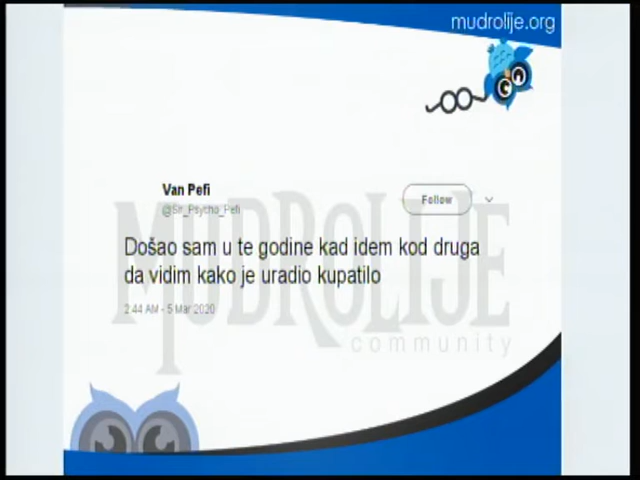 mudrolije.org
Van Pefi
@Sir_Psycho_Pefi
Follow
Došao sam u te godine kad idem kod druga
da vidim kako je uradio kupatilo
2:44 AM - 5 Mar 2020
MUDROLIJE
community